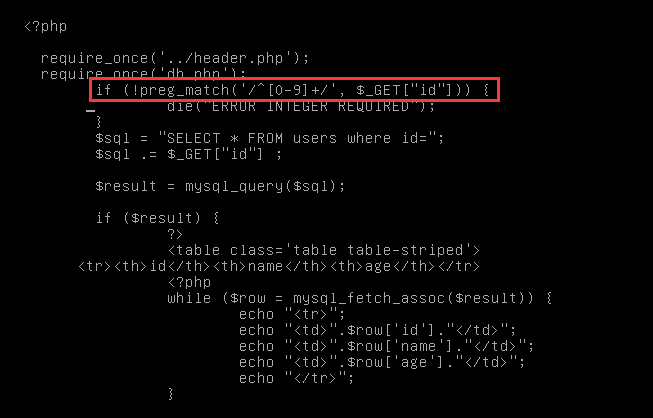 <?php
require_once('../header.php');
require_once('db.php');
if (!preg_match('/^[0-9]+/', $_GET["id"])) {
die("ERROR INTEGER REQUIRED");
}
$sql = "SELECT * FROM users where id=";
$sql .= $_GET["id"] ;
$result = mysql_query($sql);
if ($result) {
?>
<table class='table table-striped'>
<tr><th>id</th><th>name</th><th>age</th></tr>
<?php
while ($row = mysql_fetch_assoc($result)) {
echo "<tr>";
echo "<td>".$row['id']."</td>";
echo "<td>".$row['name']."</td>";
echo "<td>".$row['age']."</td>";
echo "</tr>";
}